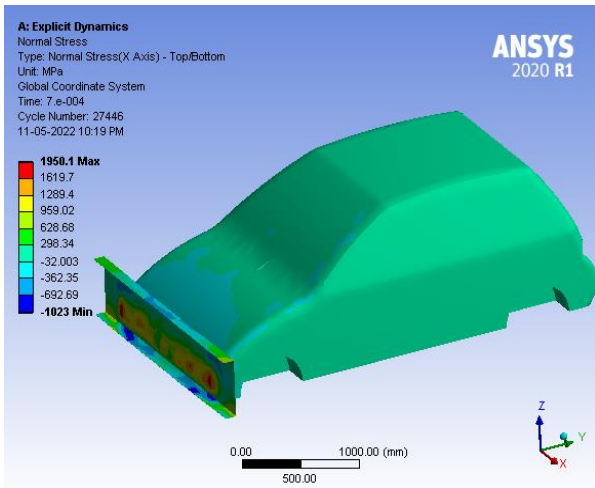 A: Explicit Dynamics
Normal Stress
Type: Normal Stress(X Axis) - Top/Bottom
Unit: MPa
Global Coordinate System
Time: 7.e-004
Cycle Number: 27446
11-05-2022 10:19 PM
ANSYS
2020 R1
1950.1 Max
1619.7
1289.4
959.02
628.68
298.34
-32.003
-362.35
-692.69
-1023 Min
0.00 1000.00 (mm)
500.00
Z
Y
X